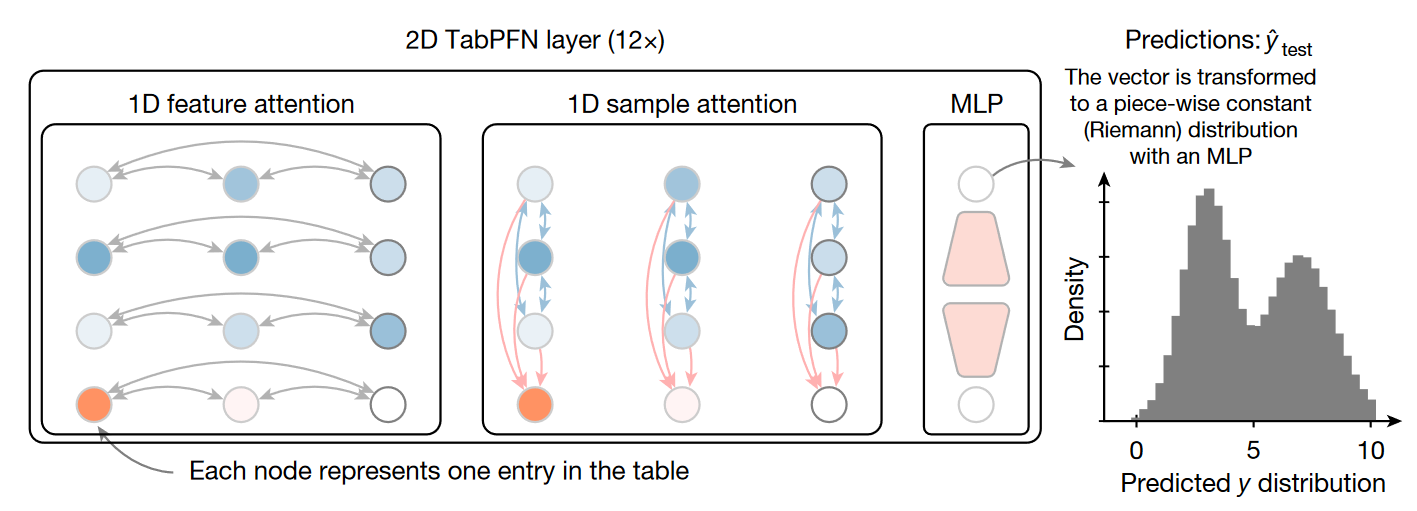 2D TabPFN layer (12×)
Predictions: ŷ test
The vector is transformed
to a piece-wise constant
(Riemann) distribution
with an MLP
1D feature attention
1D sample attention
MLP
Density
0 5 10
Predicted y distribution
Each node represents one entry in the table